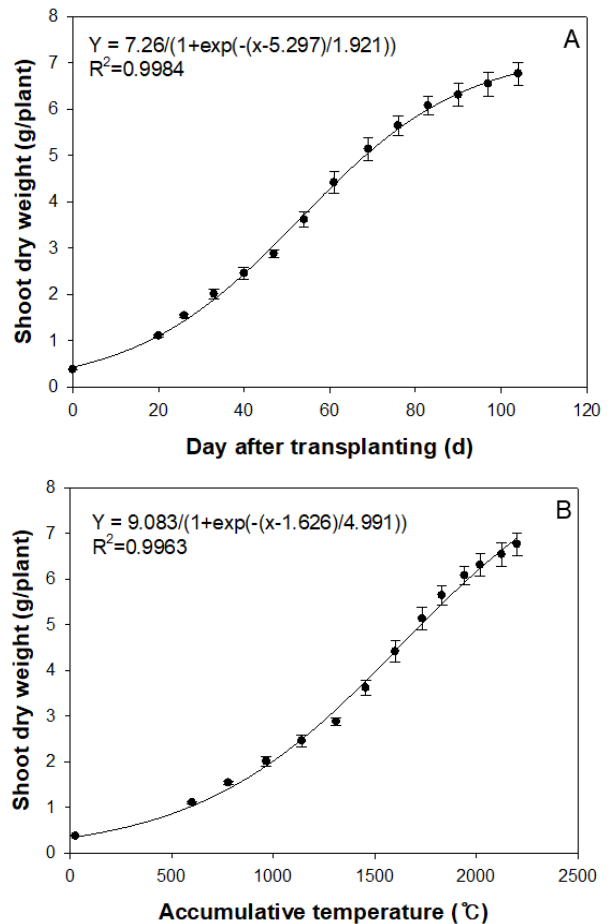 A
Y = 7.26/(1+exp(-(x-5.297)/1.921))
R²=0.9984
8
7
6
5
4
3
2
1
0
Shoot dry weight (g/plant)
0 20 40 60 80 100 120
Day after transplanting (d)
B
Y = 9.083/(1+exp(-(x-1.626)/4.991))
R²=0.9963
8
7
6
5
4
3
2
1
0
Shoot dry weight (g/plant)
0 500 1000 1500 2000 2500
Accumulative temperature (℃)